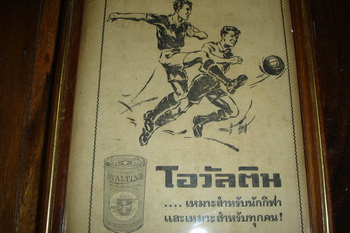 OVALTINE
โอวัลติน
....เหมาะสำหรับนักกีฬา
และเหมาะสำหรับทุกคน!